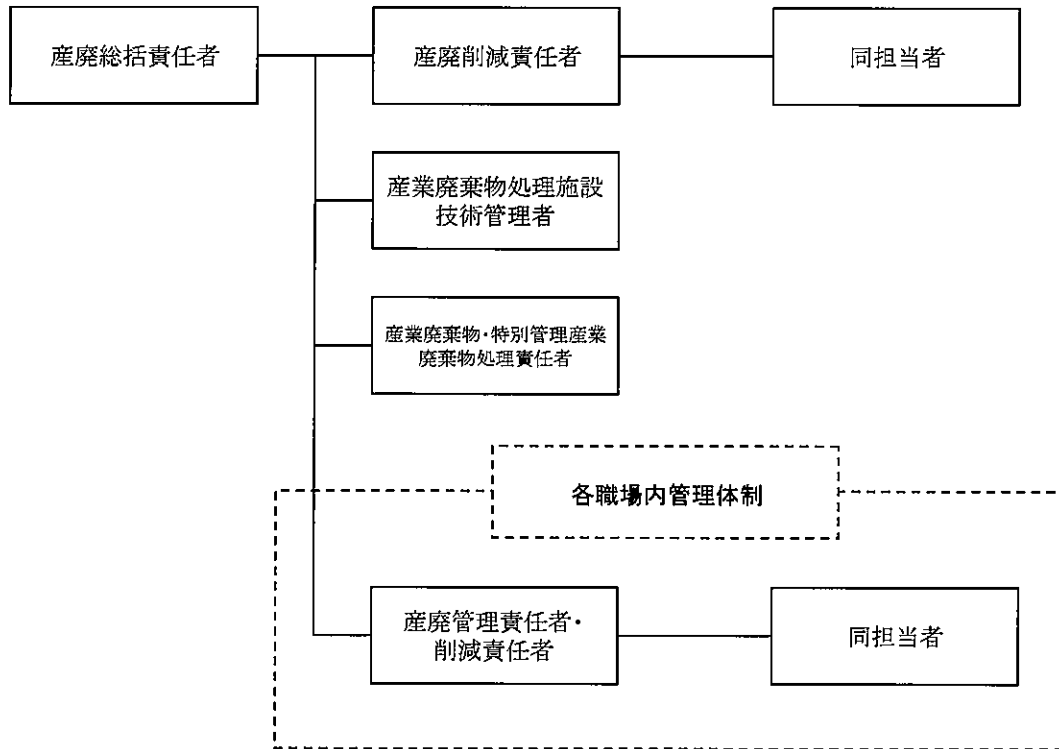 産廃総括責任者
産廃削減責任者
同担当者
産業廃棄物処理施設
技術管理者
産業廃棄物・特別管理産業
廃棄物処理責任者
各職場内管理体制
産廃管理責任者・
削減責任者
同担当者